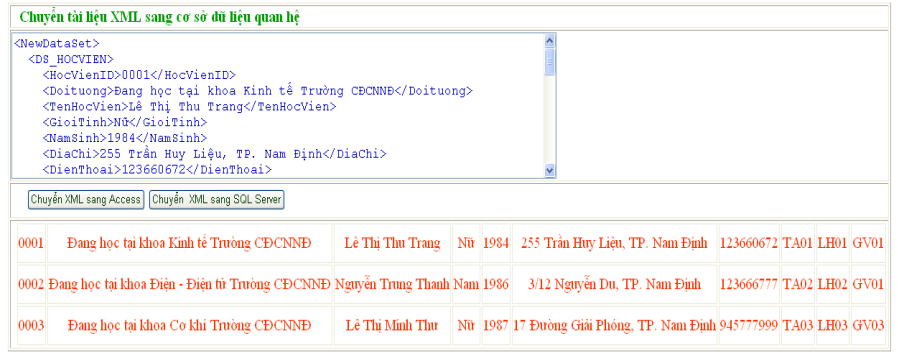 Chuyển tài liệu XML sang cơ sở dữ liệu quan hệ
<NewDataSet>
<DS_HOCVIEN>
<HocVienID>0001</HocVienID>
<Doituong>Đang học tại khoa Kinh tế Trường CĐCNNĐ</Doituong>
<TenHocVien>Lê Thị Thu Trang</TenHocVien>
<GioiTinh>Nữ</GioiTinh>
<NamSinh>1984</NamSinh>
<DiaChi>255 Trần Huy Liệu, TP. Nam Định</DiaChi>
<DienThoai>123660672</DienThoai>
Chuyển XML sang Access Chuyển XML sang SQL Server
0001 Đang học tại khoa Kinh tế Trường CĐCNNĐ Lê Thị Thu Trang Nữ 1984 255 Trần Huy Liệu, TP. Nam Định 123660672 TA01 LH01 GV01
0002 Đang học tại khoa Điện - Điện tử Trường CĐCNNĐ Nguyễn Trung Thanh Nam 1986 3/12 Nguyễn Du, TP. Nam Định 123666777 TA02 LH02 GV01
0003 Đang học tại khoa Cơ khí Trường CĐCNNĐ Lê Thị Minh Thư Nữ 1987 17 Đường Giải Phóng, TP. Nam Định 945777999 TA03 LH03 GV03